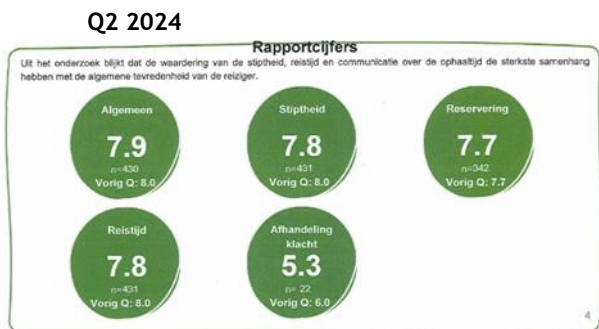 Q2 2024
Rapportcijfers
Uit het onderzoek blijkt dat de waardering van de stiptheid, reistijd en communicatie over de ophaaltijd de sterkste samenhang
hebben met de algemene tevredenheid van de reiziger.
Algemeen
7.9
n=430
Vorig Q: 8.0
Stiptheid
7.8
n=431
Vorig Q: 8.0
Reservering
7.7
n=342
Vorig Q: 7.7
Reistijd
7.8
n=431
Vorig Q: 8.0
Afhandeling
klacht
5.3
n= 22
Vorig Q: 6.0
4